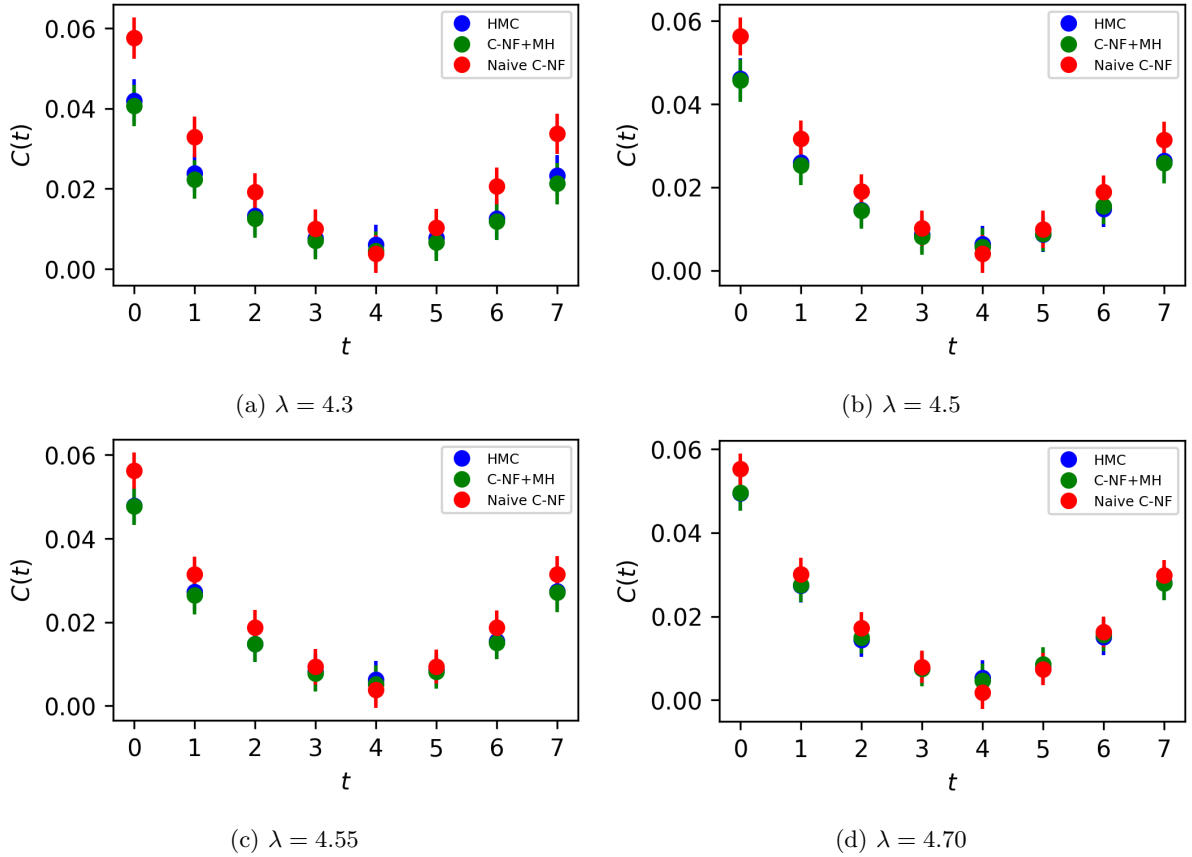 0.06
0.04
0.02
0.00
C(t)
HMC
C-NF+MH
Naive C-NF
0 1 2 3 4 5 6 7
t
(a) λ = 4.3
0.06
0.04
0.02
0.00
C(t)
HMC
C-NF+MH
Naive C-NF
0 1 2 3 4 5 6 7
t
(b) λ = 4.5
0.06
0.04
0.02
0.00
C(t)
HMC
C-NF+MH
Naive C-NF
0 1 2 3 4 5 6 7
t
(c) λ = 4.55
0.06
0.04
0.02
0.00
C(t)
HMC
C-NF+MH
Naive C-NF
0 1 2 3 4 5 6 7
t
(d) λ = 4.70